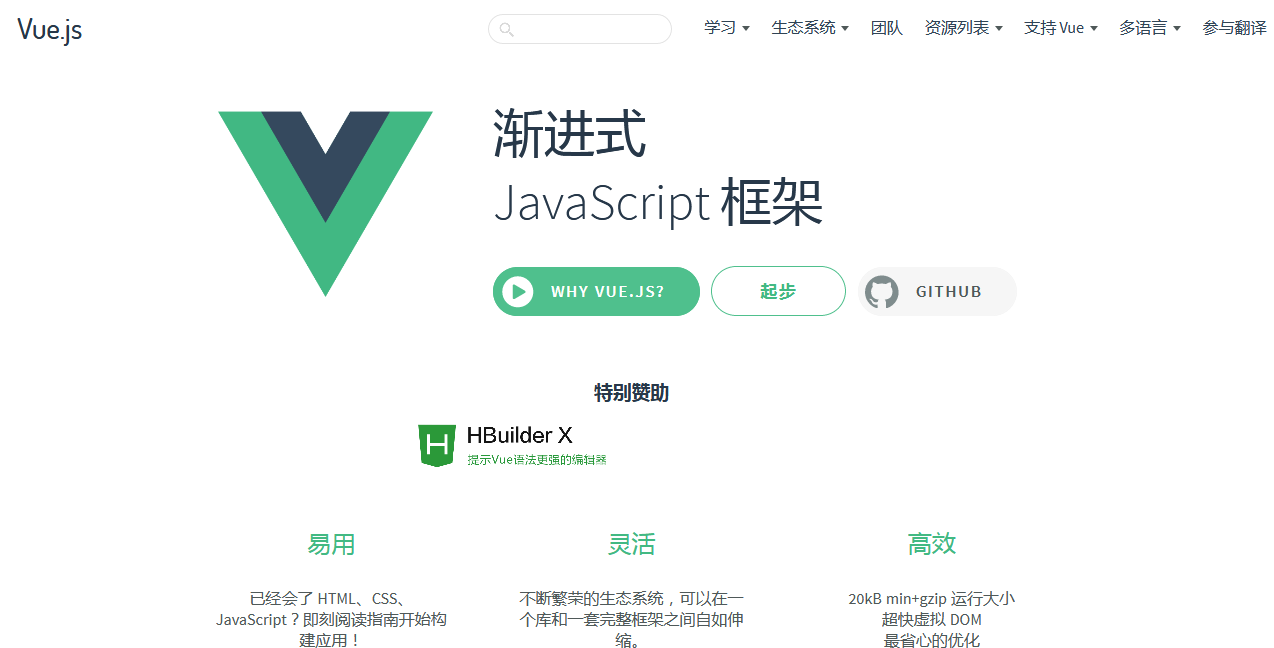 Vue.js
学习 生态系统 团队 资源列表 支持 Vue 多语言 参与翻译
渐进式
JavaScript 框架
WHY VUE.JS? 起步 GITHUB
特别赞助
HBuilder X
提示Vue语法更强的编辑器
易用
已经会了 HTML、CSS、
JavaScript？即刻阅读指南开始构
建应用！
灵活
不断繁荣的生态系统，可以在一
个库和一套完整框架之间自如伸
缩。
高效
20kB min+gzip 运行大小
超快虚拟 DOM
最省心的优化